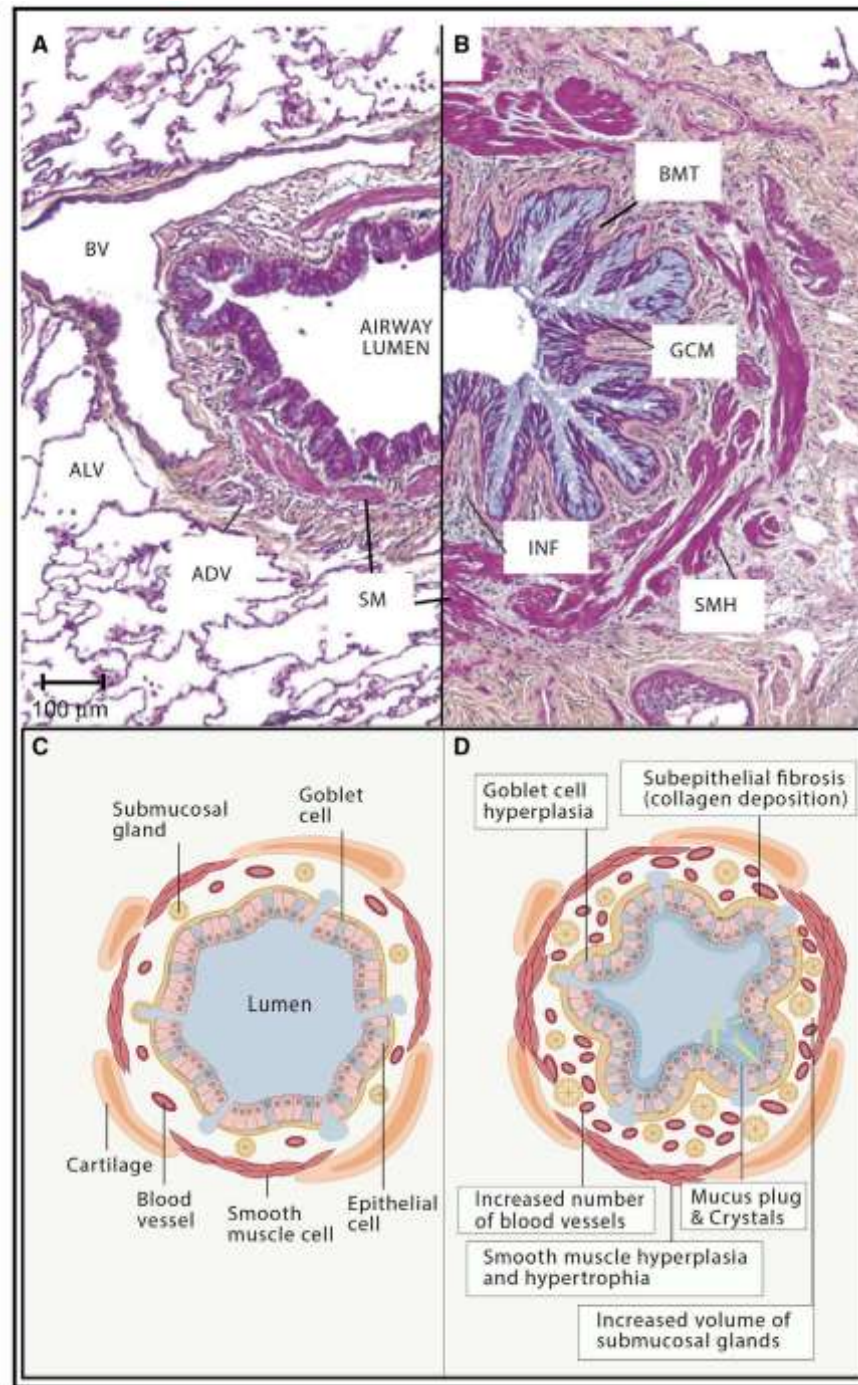 A
BV
AIRWAY
LUMEN
ALV
ADV
SM
100 µm
B
BMT
GCM
INF
SMH
C
Submucosal
gland
Goblet
cell
Lumen
Cartilage
Blood
vessel
Smooth
muscle cell
Epithelial
cell
D
Goblet cell
hyperplasia
Subepithelial fibrosis
(collagen deposition)
Increased number
of blood vessels
Mucus plug
& Crystals
Smooth muscle hyperplasia
and hypertrophia
Increased volume of
submucosal glands